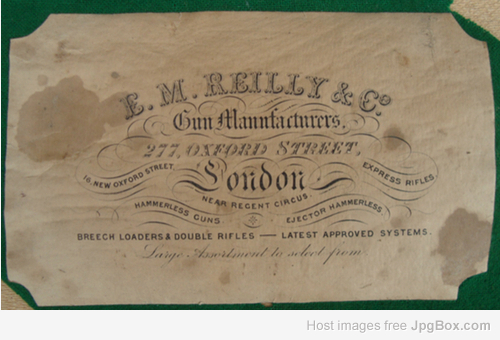 E. M. REILLY & Co
Gun Manufacturers,
277, OXFORD STREET,
16, NEW OXFORD STREET.
London
EXPRESS RIFLES
NEAR REGENT CIRCUS
HAMMERLESS GUNS
EJECTOR HAMMERLESS
BREECH LOADERS & DOUBLE RIFLES — LATEST APPROVED SYSTEMS.
Large Assortment to select from.
Host images free JpgBox.com